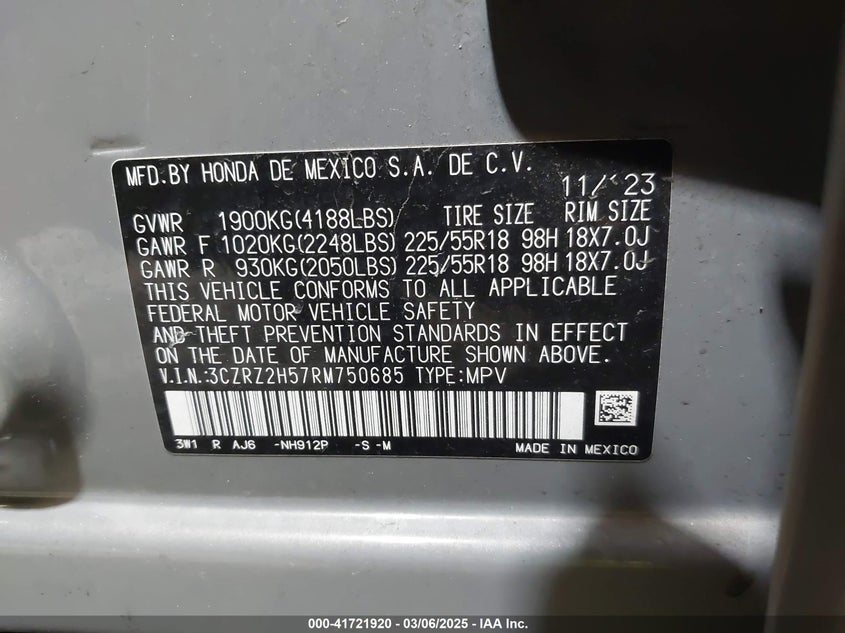 MFD.BY HONDA DE MEXICO S.A. DE C.V.
11/'23
GVWR 1900KG(4188LBS) TIRE SIZE RIM SIZE
GAWR F 1020KG(2248LBS) 225/55R18 98H 18X7.0J
GAWR R 930KG(2050LBS) 225/55R18 98H 18X7.0J
THIS VEHICLE CONFORMS TO ALL APPLICABLE
FEDERAL MOTOR VEHICLE SAFETY
AND THEFT PREVENTION STANDARDS IN EFFECT
ON THE DATE OF MANUFACTURE SHOWN ABOVE.
V.I.N.:3CZRZ2H57RM750685 TYPE:MPV
3W1 R AJ6 -NH912P -S -M MADE IN MEXICO
000-41721920 - 03/06/2025 - IAA Inc.